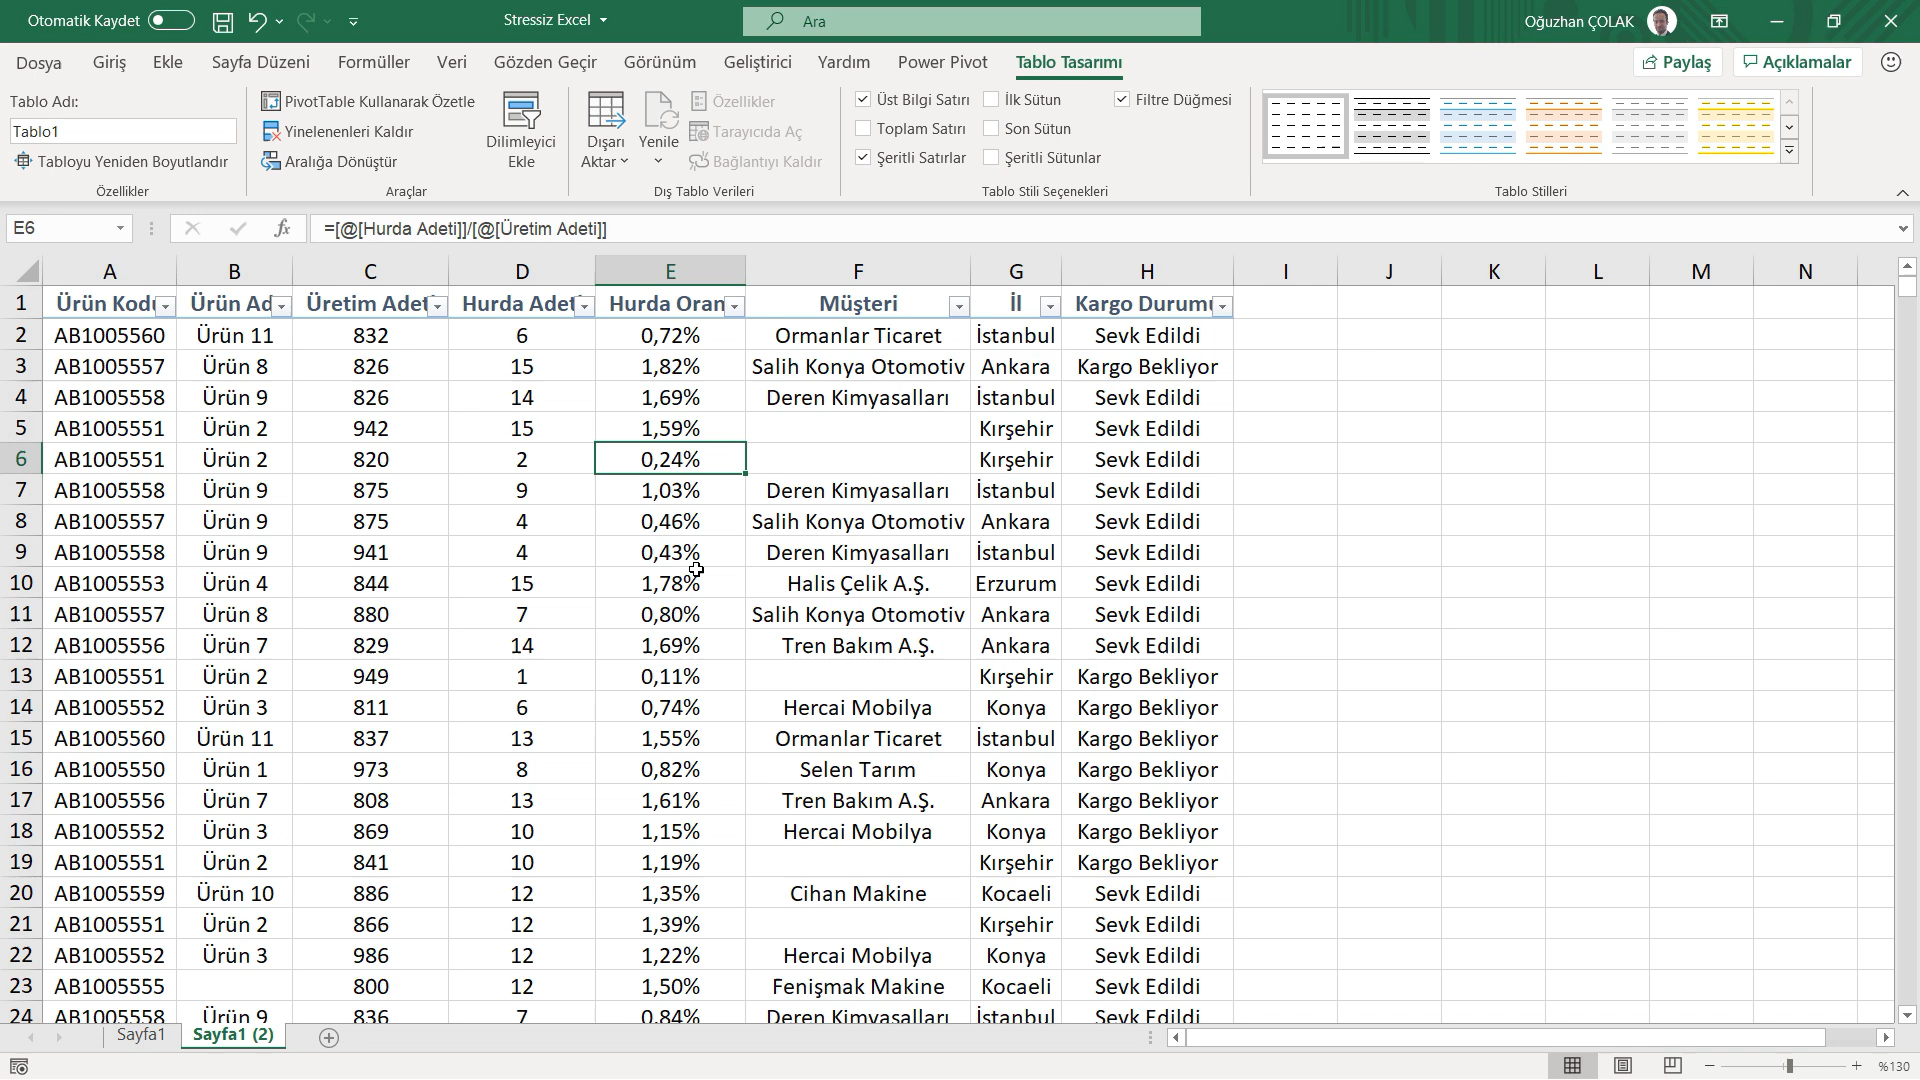 Otomatik Kaydet
Stressiz Excel
Ara
Oğuzhan ÇOLAK
Dosya Giriş Ekle Sayfa Düzeni Formüller Veri Gözden Geçir Görünüm Geliştirici Yardım Power Pivot Tablo Tasarımı Paylaş Açıklamalar
Tablo Adı:
Tablo1
Tabloyu Yeniden Boyutlandır
Özellikler
PivotTable Kullanarak Özetle
Yinelenenleri Kaldır
Aralığa Dönüştür
Dilimleyici
Ekle
Araçlar
Dışarı
Aktar
Yenile
Özellikler
Tarayıcıda Aç
Bağlantıyı Kaldır
Dış Tablo Verileri
Üst Bilgi Satırı İlk Sütun Filtre Düğmesi
Toplam Satırı Son Sütun
Şeritli Satırlar Şeritli Sütunlar
Tablo Stili Seçenekleri
Tablo Stilleri
E6
fx
=[@[Hurda Adeti]]/[@[Üretim Adeti]]
A B C D E F G H I J K L M N
1 Ürün Kodu Ürün Ad Üretim Adet Hurda Adet Hurda Oran Müşteri İl Kargo Durumu
2 AB1005560 Ürün 11 832 6 0,72% Ormanlar Ticaret İstanbul Sevk Edildi
3 AB1005557 Ürün 8 826 15 1,82% Salih Konya Otomotiv Ankara Kargo Bekliyor
4 AB1005558 Ürün 9 826 14 1,69% Deren Kimyasalları İstanbul Sevk Edildi
5 AB1005551 Ürün 2 942 15 1,59% Kırşehir Sevk Edildi
6 AB1005551 Ürün 2 820 2 0,24% Kırşehir Sevk Edildi
7 AB1005558 Ürün 9 875 9 1,03% Deren Kimyasalları İstanbul Sevk Edildi
8 AB1005557 Ürün 9 875 4 0,46% Salih Konya Otomotiv Ankara Sevk Edildi
9 AB1005558 Ürün 9 941 4 0,43% Deren Kimyasalları İstanbul Sevk Edildi
10 AB1005553 Ürün 4 844 15 1,78% Halis Çelik A.Ş. Erzurum Sevk Edildi
11 AB1005557 Ürün 8 880 7 0,80% Salih Konya Otomotiv Ankara Sevk Edildi
12 AB1005556 Ürün 7 829 14 1,69% Tren Bakım A.Ş. Ankara Sevk Edildi
13 AB1005551 Ürün 2 949 1 0,11% Kırşehir Kargo Bekliyor
14 AB1005552 Ürün 3 811 6 0,74% Hercai Mobilya Konya Kargo Bekliyor
15 AB1005560 Ürün 11 837 13 1,55% Ormanlar Ticaret İstanbul Kargo Bekliyor
16 AB1005550 Ürün 1 973 8 0,82% Selen Tarım Konya Kargo Bekliyor
17 AB1005556 Ürün 7 808 13 1,61% Tren Bakım A.Ş. Ankara Kargo Bekliyor
18 AB1005552 Ürün 3 869 10 1,15% Hercai Mobilya Konya Kargo Bekliyor
19 AB1005551 Ürün 2 841 10 1,19% Kırşehir Kargo Bekliyor
20 AB1005559 Ürün 10 886 12 1,35% Cihan Makine Kocaeli Sevk Edildi
21 AB1005551 Ürün 2 866 12 1,39% Kırşehir Sevk Edildi
22 AB1005552 Ürün 3 986 12 1,22% Hercai Mobilya Konya Sevk Edildi
23 AB1005555 800 12 1,50% Fenişmak Makine Kocaeli Sevk Edildi
24 AB1005558 Ürün 9 836 7 0,84% Deren Kimyasalları İstanbul Sevk Edildi
Sayfa1 Sayfa1 (2)
%130